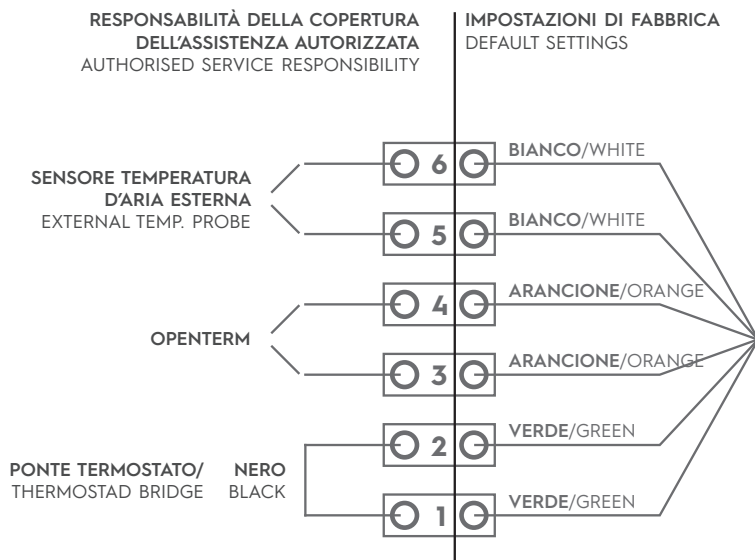 RESPONSABILITÀ DELLA COPERTURA
DELL'ASSISTENZA AUTORIZZATA
AUTHORISED SERVICE RESPONSIBILITY
IMPOSTAZIONI DI FABBRICA
DEFAULT SETTINGS
SENSORE TEMPERATURA
D'ARIA ESTERNA
EXTERNAL TEMP. PROBE
6
BIANCO/WHITE
5
BIANCO/WHITE
OPENTERM
4
ARANCIONE/ORANGE
3
ARANCIONE/ORANGE
PONTE TERMOSTATO/ NERO
THERMOSTAD BRIDGE BLACK
2
VERDE/GREEN
1
VERDE/GREEN